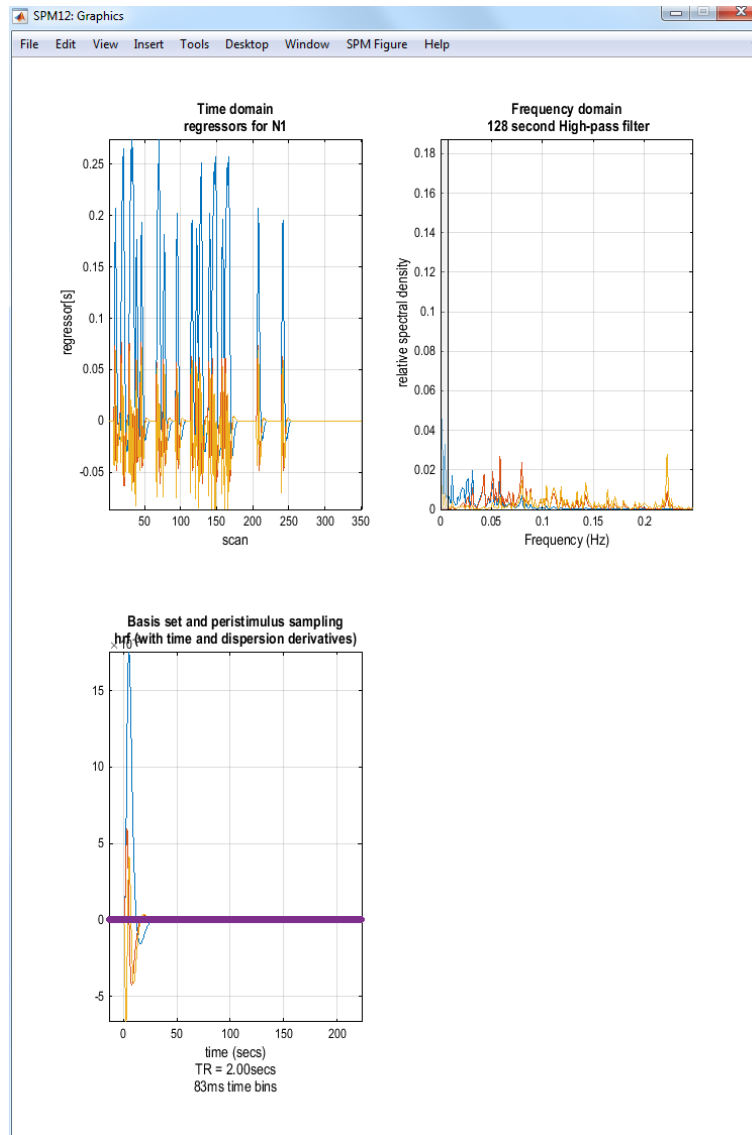 SPM12: Graphics
File Edit View Insert Tools Desktop Window SPM Figure Help
Time domain
regressors for N1
0.25
0.2
0.15
0.1
0.05
0
-0.05
regressor[s]
50 100 150 200 250 300 350
scan
Frequency domain
128 second High-pass filter
0.18
0.16
0.14
0.12
0.1
0.08
0.06
0.04
0.02
0
relative spectral density
0 0.05 0.1 0.15 0.2
Frequency (Hz)
Basis set and peristimulus sampling
hrf (with time and dispersion derivatives)
15
10
5
0
-5
0 50 100 150 200
time (secs)
TR = 2.00secs
83ms time bins